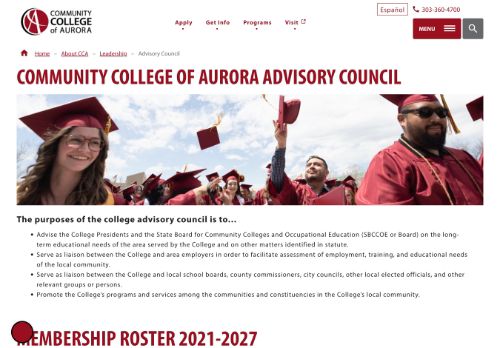 COMMUNITY
COLLEGE
of AURORA
Apply
Get Info
Programs
Visit
Español
303-360-4700
MENU
Home – About CCA – Leadership – Advisory Council
COMMUNITY COLLEGE OF AURORA ADVISORY COUNCIL
The purposes of the college advisory council is to…
Advise the College Presidents and the State Board for Community Colleges and Occupational Education (SBCCOE or Board) on the long-
term educational needs of the area served by the College and on other matters identified in statute.
Serve as liaison between the College and area employers in order to facilitate assessment of employment, training, and educational needs
of the local community.
Serve as liaison between the College and local school boards, county commissioners, city councils, other local elected officials, and other
relevant groups or persons.
Promote the College's programs and services among the communities and constituencies in the College's local community.
MEMBERSHIP ROSTER 2021-2027